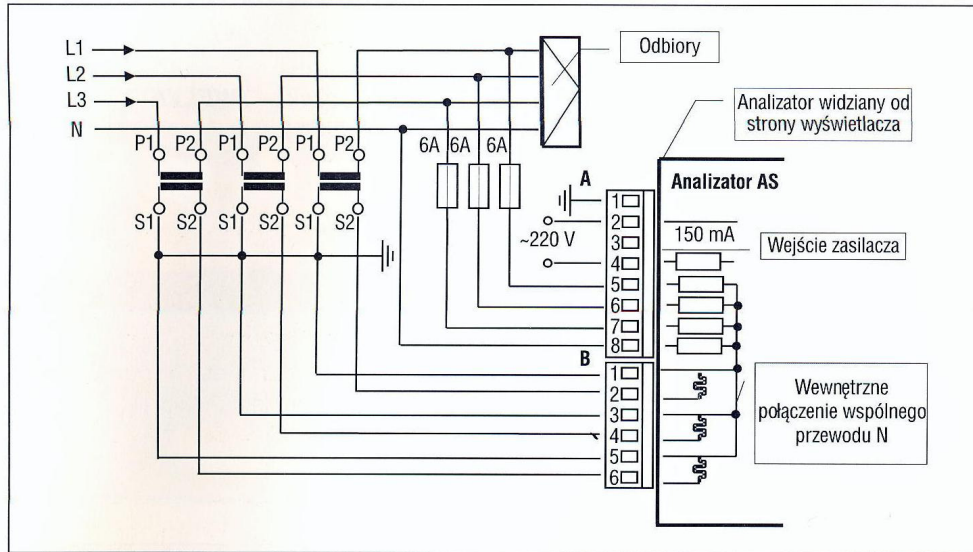 L1
L2
L3
N
P1 P2 P1 P2 P1 P2
S1 S2 S1 S2 S1 S2
6A 6A 6A
Odbiory
Analizator widziany od
strony wyświetlacza
Analizator AS
A
1
2
3
4
5
6
7
8
~220 V
150 mA
Wejście zasilacza
B
1
2
3
4
5
6
Wewnętrzne
połączenie wspólnego
przewodu N